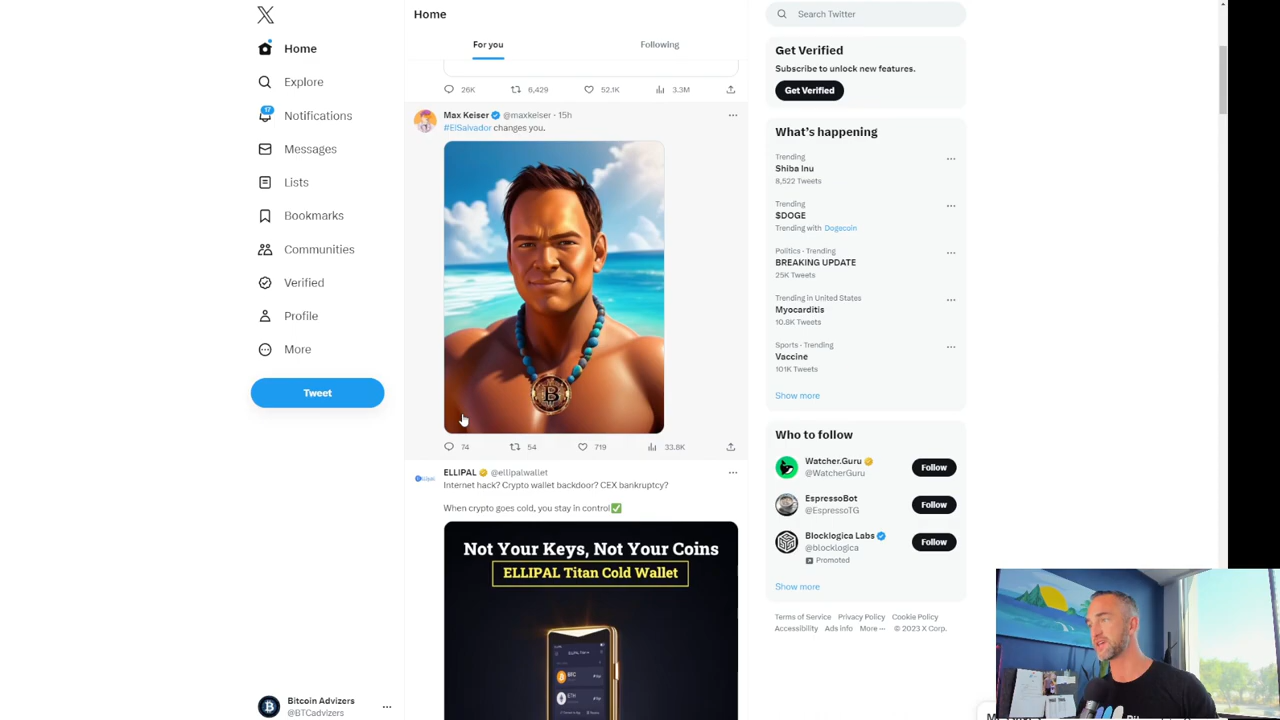 Home
Explore
17
Notifications
Messages
Lists
Bookmarks
Communities
Verified
Profile
More
Tweet
Bitcoin Advizers
@BTCadvizers
Home
For you
Following
26K 6,429 52.1K 3.3M
Max Keiser @maxkeiser · 15h
#ElSalvador changes you.
B
74 54 719 33.8K
ELLIPAL @ellipalwallet
Internet hack? Crypto wallet backdoor? CEX bankruptcy?
When crypto goes cold, you stay in control✅
Not Your Keys, Not Your Coins
ELLIPAL Titan Cold Wallet
BTC
ETH
Search Twitter
Get Verified
Subscribe to unlock new features.
Get Verified
What's happening
Trending
Shiba Inu
8,522 Tweets
Trending
$DOGE
Trending with Dogecoin
Politics · Trending
BREAKING UPDATE
25K Tweets
Trending in United States
Myocarditis
10.8K Tweets
Sports · Trending
Vaccine
101K Tweets
Show more
Who to follow
Watcher.Guru
@WatcherGuru
Follow
EspressoBot
@EspressoTG
Follow
Blocklogica Labs
@blocklogica
Promoted
Follow
Show more
Terms of Service Privacy Policy Cookie Policy
Accessibility Ads info More ··· © 2023 X Corp.